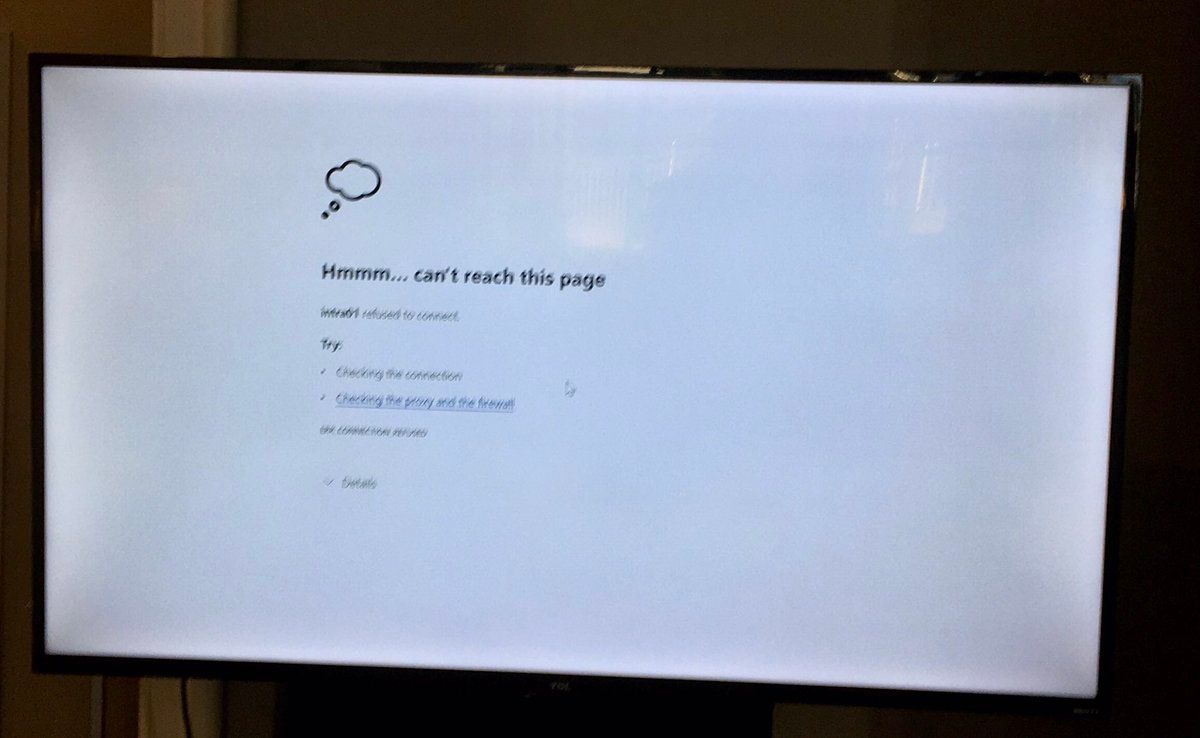 Hmmm... can't reach this page
intra01 refused to connect.
Try:
Checking the connection
Checking the proxy and the firewall
ERR_CONNECTION_REFUSED
Details
TCL